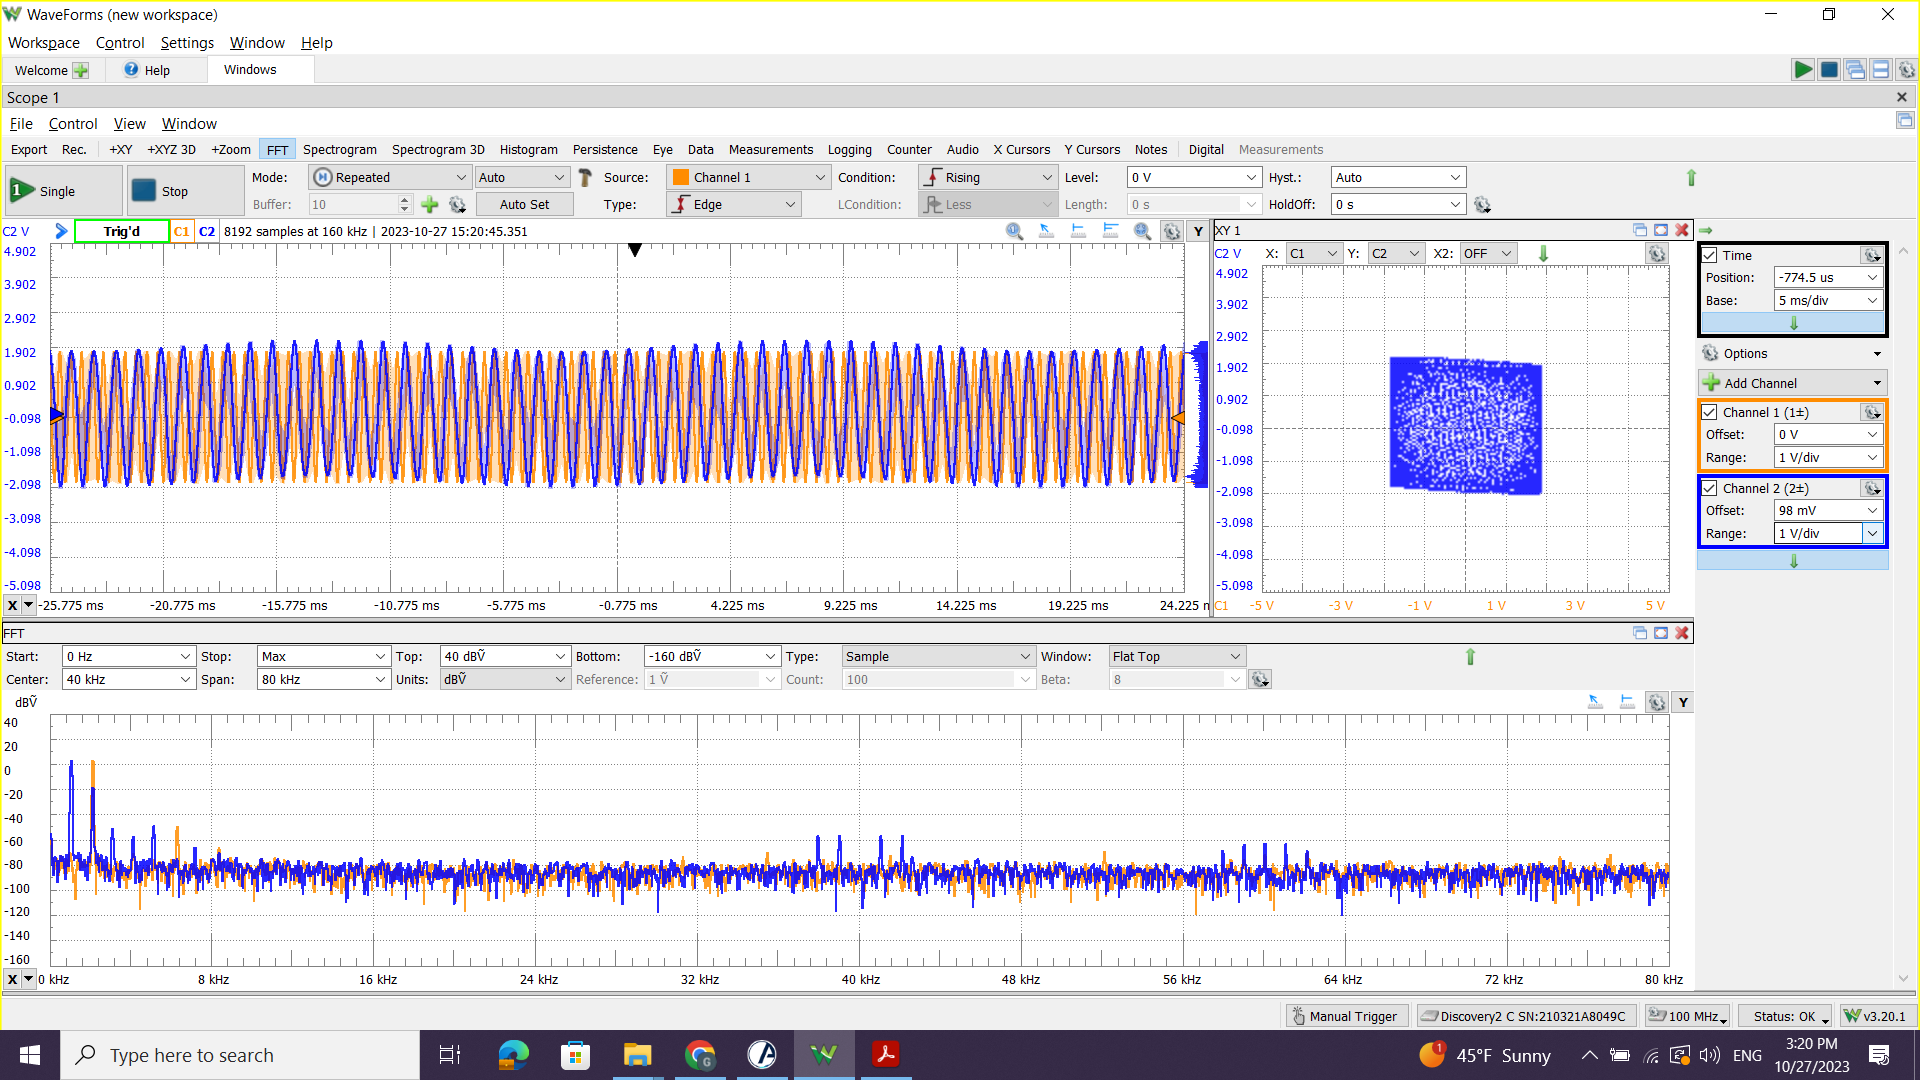 WaveForms (new workspace)
Workspace Control Settings Window Help
Welcome Help Windows
Scope 1
File Control View Window
Export Rec. +XY +XYZ 3D +Zoom FFT Spectrogram Spectrogram 3D Histogram Persistence Eye Data Measurements Logging Counter Audio X Cursors Y Cursors Notes Digital Measurements
1 Single Stop Mode: Repeated Auto Source: Channel 1 Condition: Rising Level: 0 V Hyst.: Auto
Buffer: 10 Auto Set Type: Edge LCondition: Less Length: 0 s HoldOff: 0 s
C2 V Trig'd C1 C2 8192 samples at 160 kHz | 2023-10-27 15:20:45.351 Y
4.902
3.902
2.902
1.902
0.902
-0.098
-1.098
-2.098
-3.098
-4.098
-5.098
X -25.775 ms -20.775 ms -15.775 ms -10.775 ms -5.775 ms -0.775 ms 4.225 ms 9.225 ms 14.225 ms 19.225 ms 24.225 m
XY 1
C2 V X: C1 Y: C2 X2: OFF
4.902
3.902
2.902
1.902
0.902
-0.098
-1.098
-2.098
-3.098
-4.098
-5.098
C1 -5 V -3 V -1 V 1 V 3 V 5 V
Time
Position: -774.5 us
Base: 5 ms/div
Options
Add Channel
Channel 1 (1±)
Offset: 0 V
Range: 1 V/div
Channel 2 (2±)
Offset: 98 mV
Range: 1 V/div
FFT
Start: 0 Hz Stop: Max Top: 40 dBṼ Bottom: -160 dBṼ Type: Sample Window: Flat Top
Center: 40 kHz Span: 80 kHz Units: dBṼ Reference: 1 Ṽ Count: 100 Beta: 8
dBṼ Y
40
20
0
-20
-40
-60
-80
-100
-120
-140
-160
X 0 kHz 8 kHz 16 kHz 24 kHz 32 kHz 40 kHz 48 kHz 56 kHz 64 kHz 72 kHz 80 kHz
Manual Trigger Discovery2 C SN:210321A8049C 100 MHz Status: OK v3.20.1
Type here to search
1 45°F Sunny ENG
3:20 PM
10/27/2023